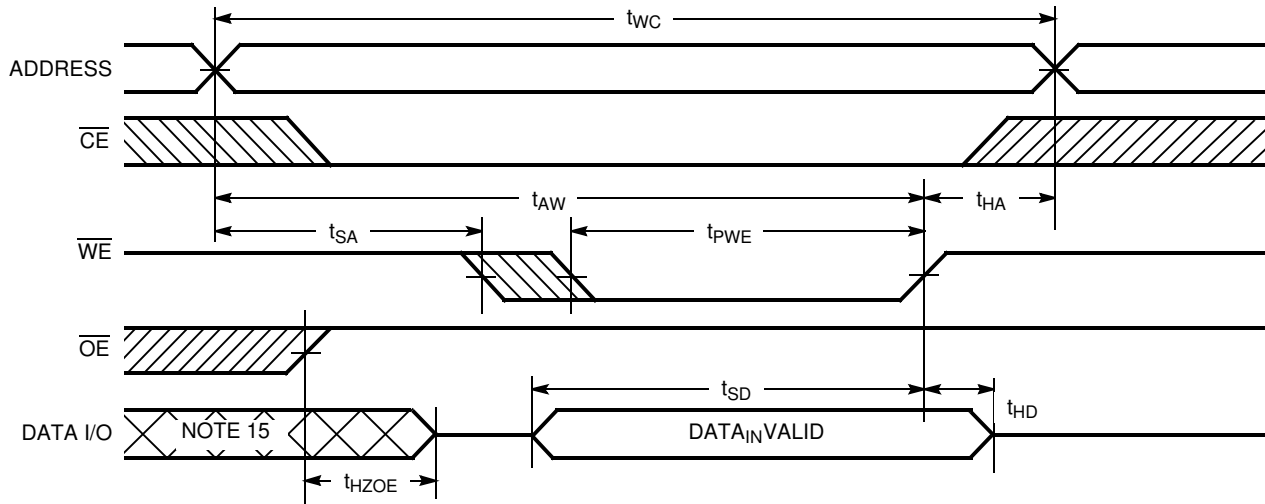 tWC
ADDRESS
CE
tAW
tHA
tSA
tPWE
WE
OE
tSD
tHD
DATA I/O
NOTE 15
DATAINVALID
tHZOE